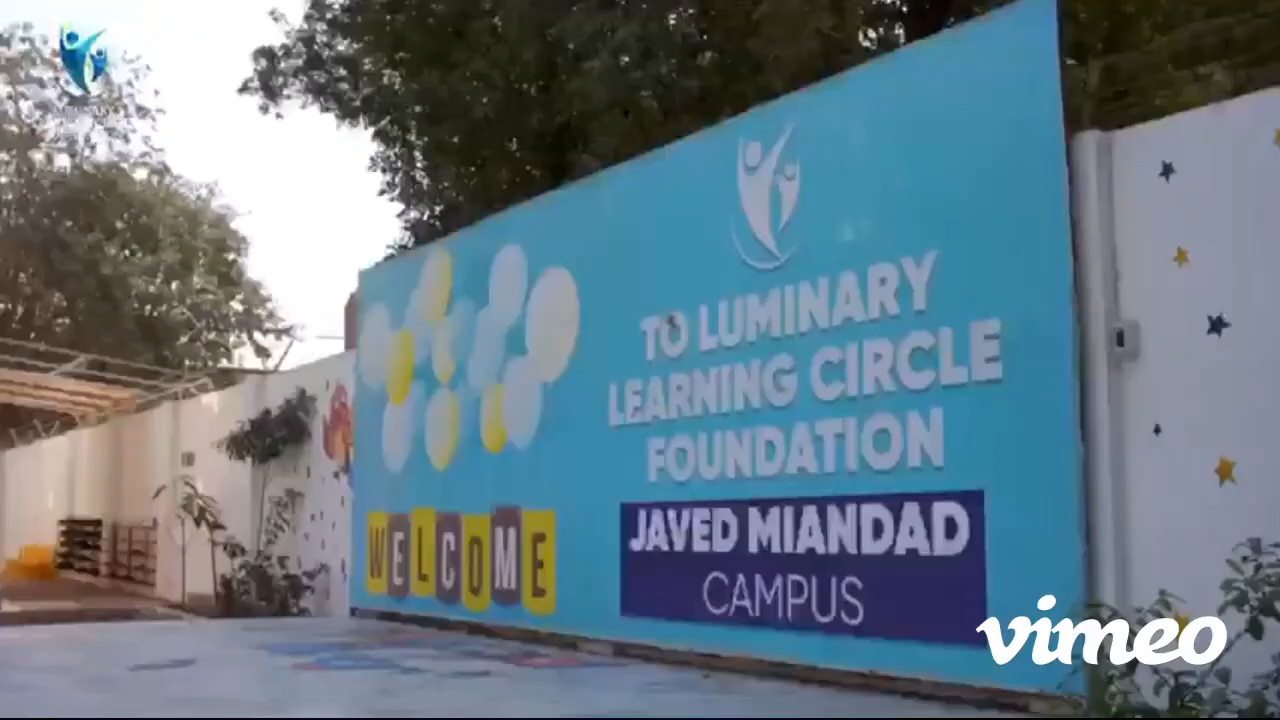 WELCOME
TO LUMINARY
LEARNING CIRCLE
FOUNDATION
JAVED MIANDAD
CAMPUS
vimeo